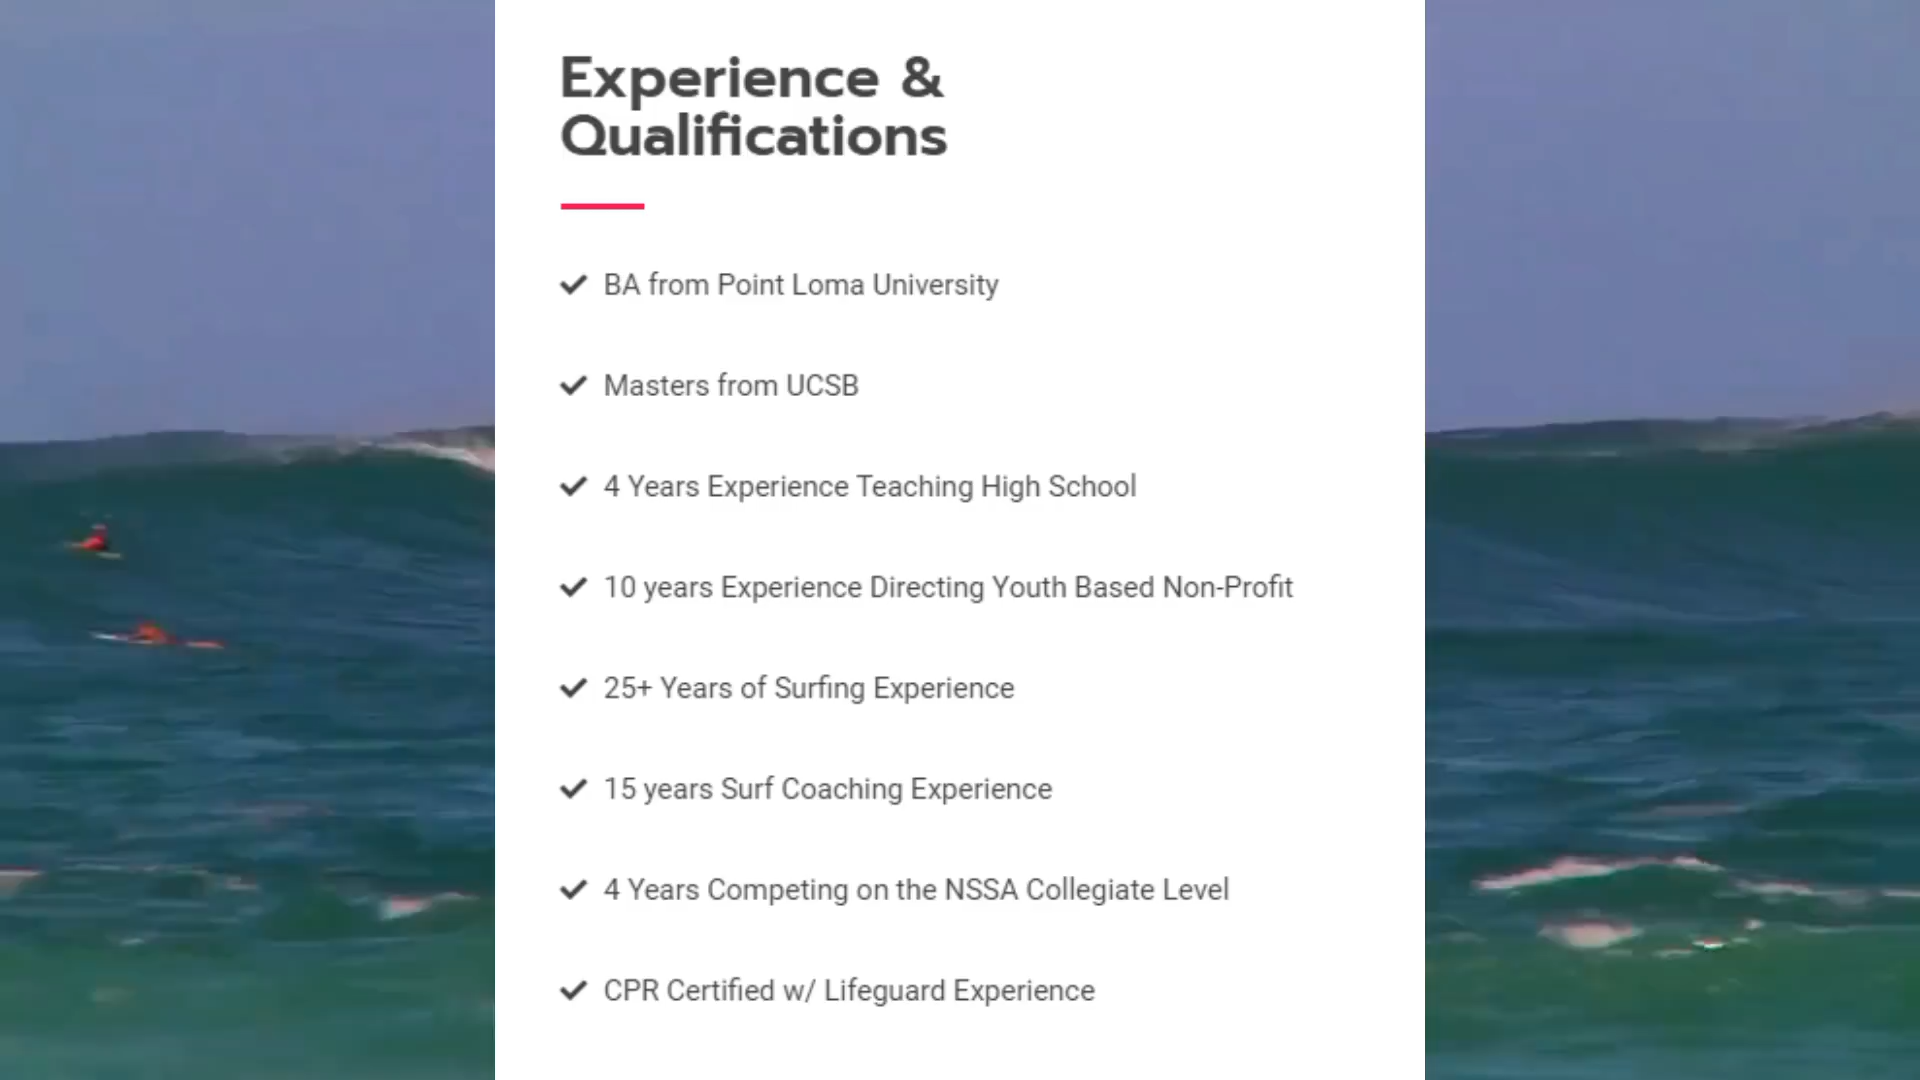 Experience &
Qualifications
BA from Point Loma University
Masters from UCSB
4 Years Experience Teaching High School
10 years Experience Directing Youth Based Non-Profit
25+ Years of Surfing Experience
15 years Surf Coaching Experience
4 Years Competing on the NSSA Collegiate Level
CPR Certified w/ Lifeguard Experience